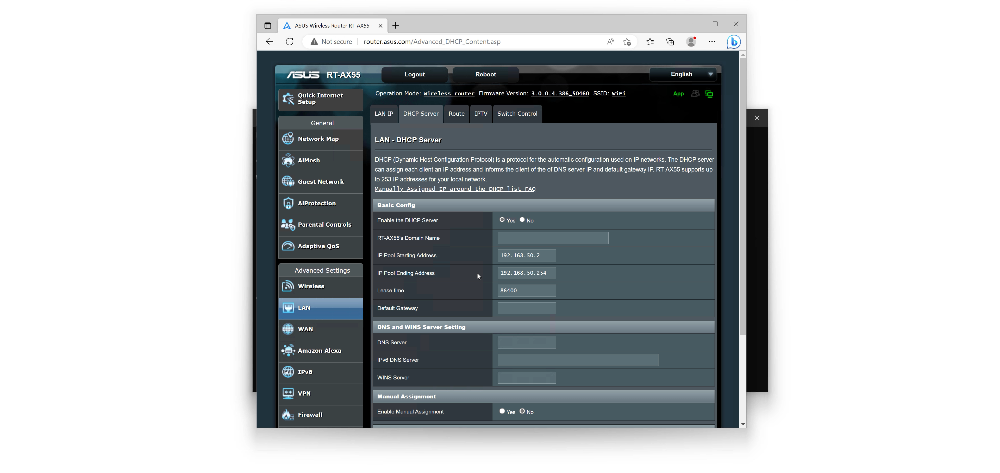 ASUS Wireless Router RT-AX55 -
Not secure
router.asus.com/Advanced_DHCP_Content.asp
ASUS RT-AX55
Logout
Reboot
English
Operation Mode: Wireless router Firmware Version: 3.0.0.4.386_50460 SSID: WiFi
App
Quick Internet
Setup
General
Network Map
AiMesh
Guest Network
AiProtection
Parental Controls
Adaptive QoS
Advanced Settings
Wireless
LAN
WAN
Amazon Alexa
IPv6
VPN
Firewall
LAN IP
DHCP Server
Route
IPTV
Switch Control
LAN - DHCP Server
DHCP (Dynamic Host Configuration Protocol) is a protocol for the automatic configuration used on IP networks. The DHCP server
can assign each client an IP address and informs the client of the of DNS server IP and default gateway IP. RT-AX55 supports up
to 253 IP addresses for your local network.
Manually Assigned IP around the DHCP list FAQ
Basic Config
Enable the DHCP Server Yes No
RT-AX55's Domain Name
IP Pool Starting Address 192.168.50.2
IP Pool Ending Address 192.168.50.254
Lease time 86400
Default Gateway
DNS and WINS Server Setting
DNS Server
IPv6 DNS Server
WINS Server
Manual Assignment
Enable Manual Assignment Yes No